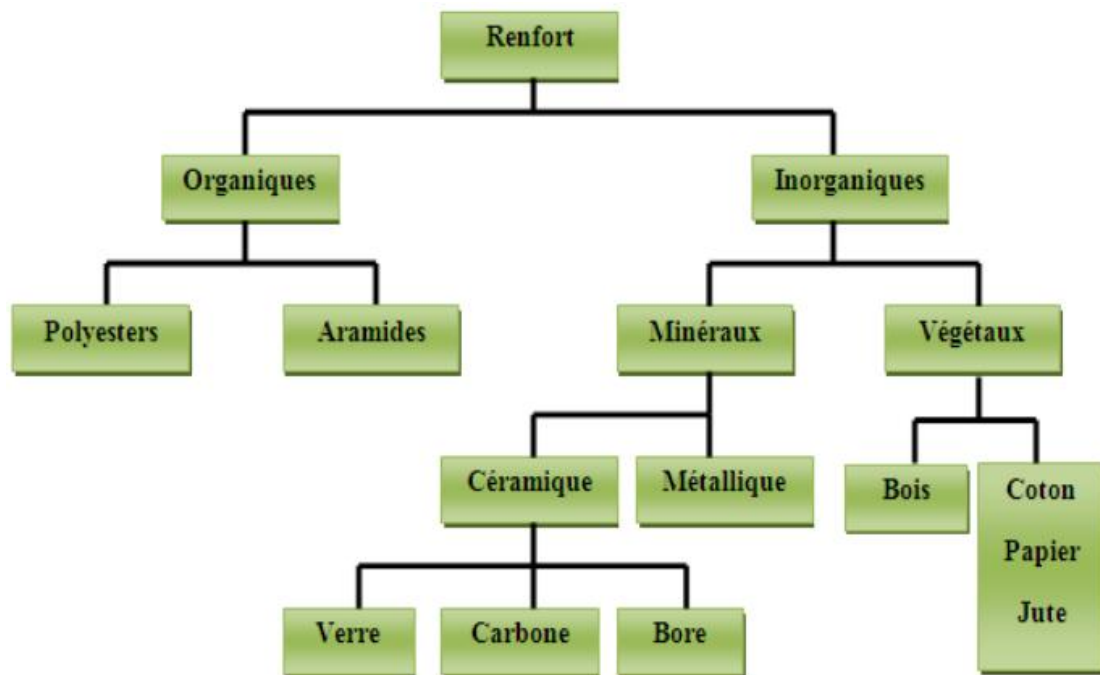 Renfort
Organiques
Inorganiques
Polyesters
Aramides
Minéraux
Végétaux
Céramique
Métallique
Bois
Coton
Papier
Jute
Verre
Carbone
Bore